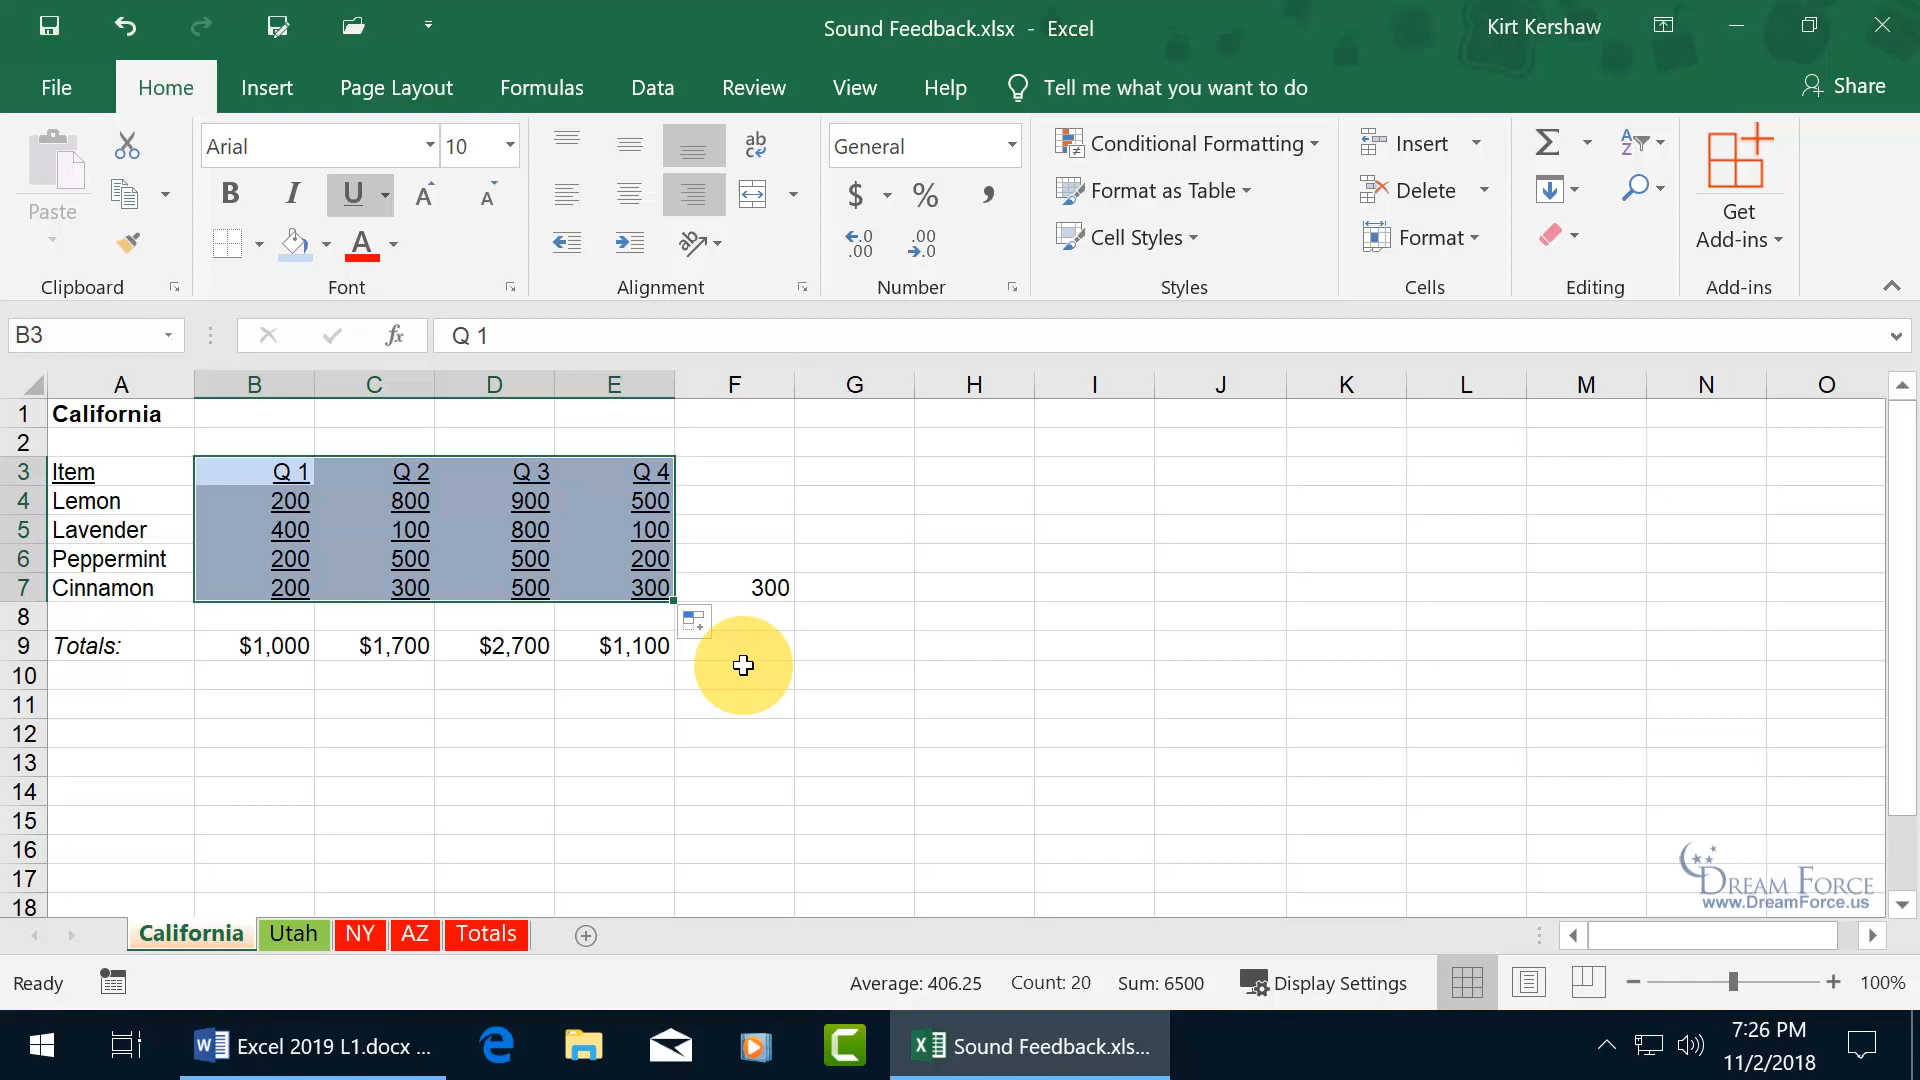 Sound Feedback.xlsx - Excel
Kirt Kershaw
File Home Insert Page Layout Formulas Data Review View Help Tell me what you want to do Share
Paste
Arial 10
B I U A A A
ab c
General
$ % , .0 .00 .00 .0
Conditional Formatting
Format as Table
Cell Styles
Insert
Delete
Format
Σ A Z
Get Add-ins
Clipboard Font Alignment Number Styles Cells Editing Add-ins
B3 fx Q 1
A B C D E F G H I J K L M N O
1 California
2
3 Item Q 1 Q 2 Q 3 Q 4
4 Lemon 200 800 900 500
5 Lavender 400 100 800 100
6 Peppermint 200 500 500 200
7 Cinnamon 200 300 500 300 300
8
9 Totals: $1,000 $1,700 $2,700 $1,100
10
11
12
13
14
15
16
17
18
Dream Force
www.DreamForce.us
California Utah NY AZ Totals
Ready Average: 406.25 Count: 20 Sum: 6500 Display Settings 100%
Excel 2019 L1.docx ... Sound Feedback.xls... 7:26 PM
11/2/2018